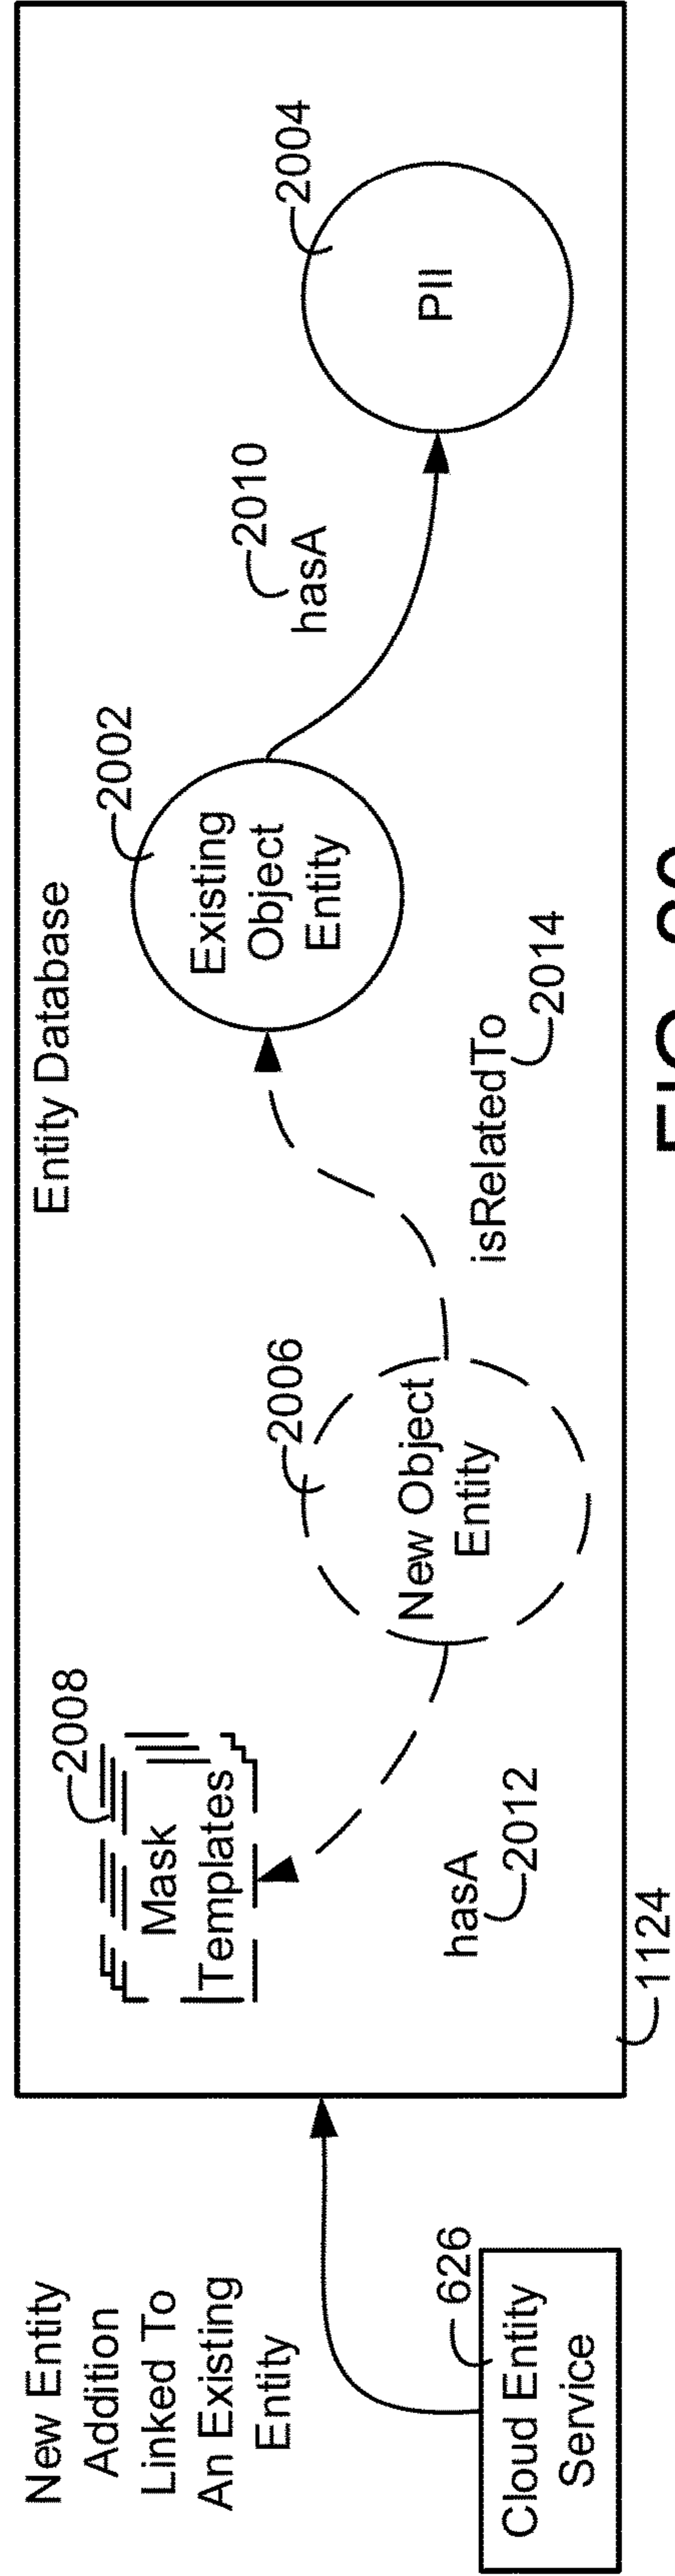 New Entity
Addition
Linked To
An Existing
Entity
Cloud Entity
Service
626
Entity Database
1124
Mask
Templates
2008
hasA
2012
New Object
Entity
2006
isRelatedTo
2014
Existing
Object
Entity
2002
hasA
2010
PII
2004
FIG.